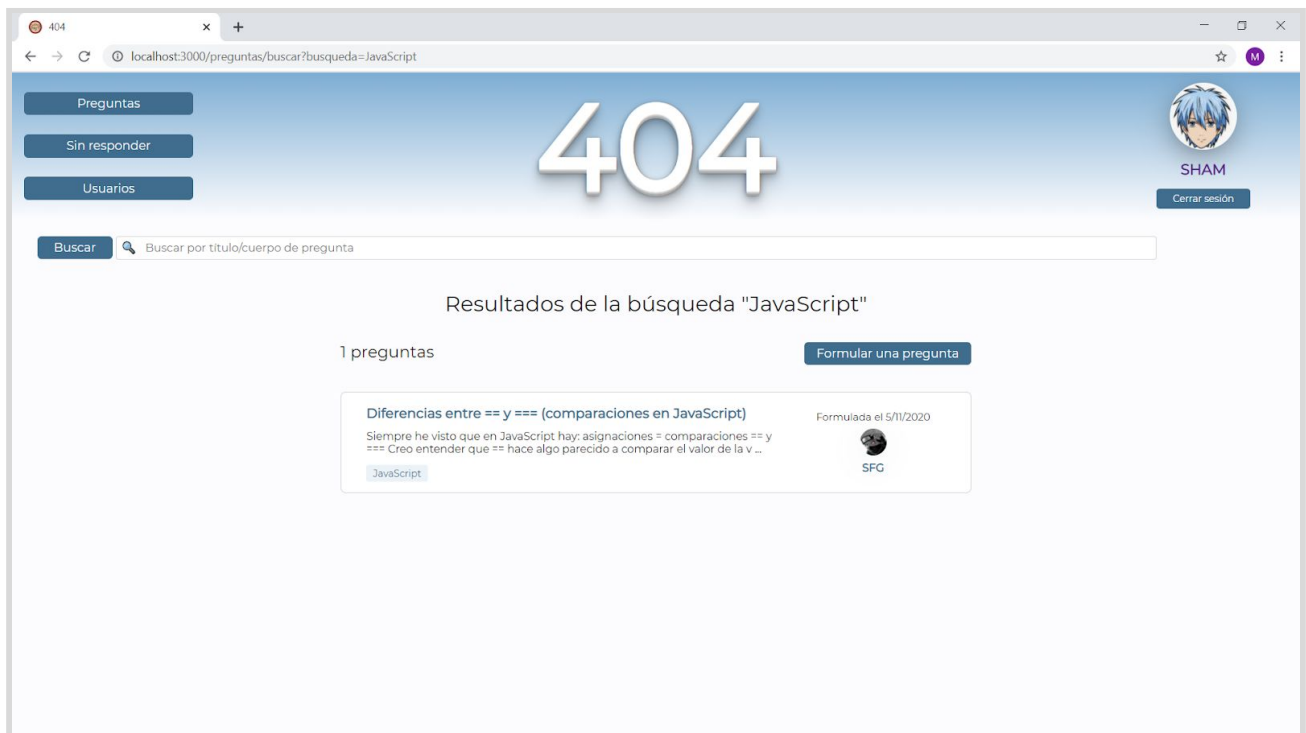 404
localhost:3000/preguntas/buscar?busqueda=JavaScript
M
Preguntas
Sin responder
Usuarios
404
SHAM
Cerrar sesión
Buscar
Buscar por título/cuerpo de pregunta
Resultados de la búsqueda "JavaScript"
1 preguntas
Formular una pregunta
Diferencias entre == y === (comparaciones en JavaScript)
Siempre he visto que en JavaScript hay: asignaciones = comparaciones == y
=== Creo entender que == hace algo parecido a comparar el valor de la v ...
JavaScript
Formulada el 5/11/2020
SFG